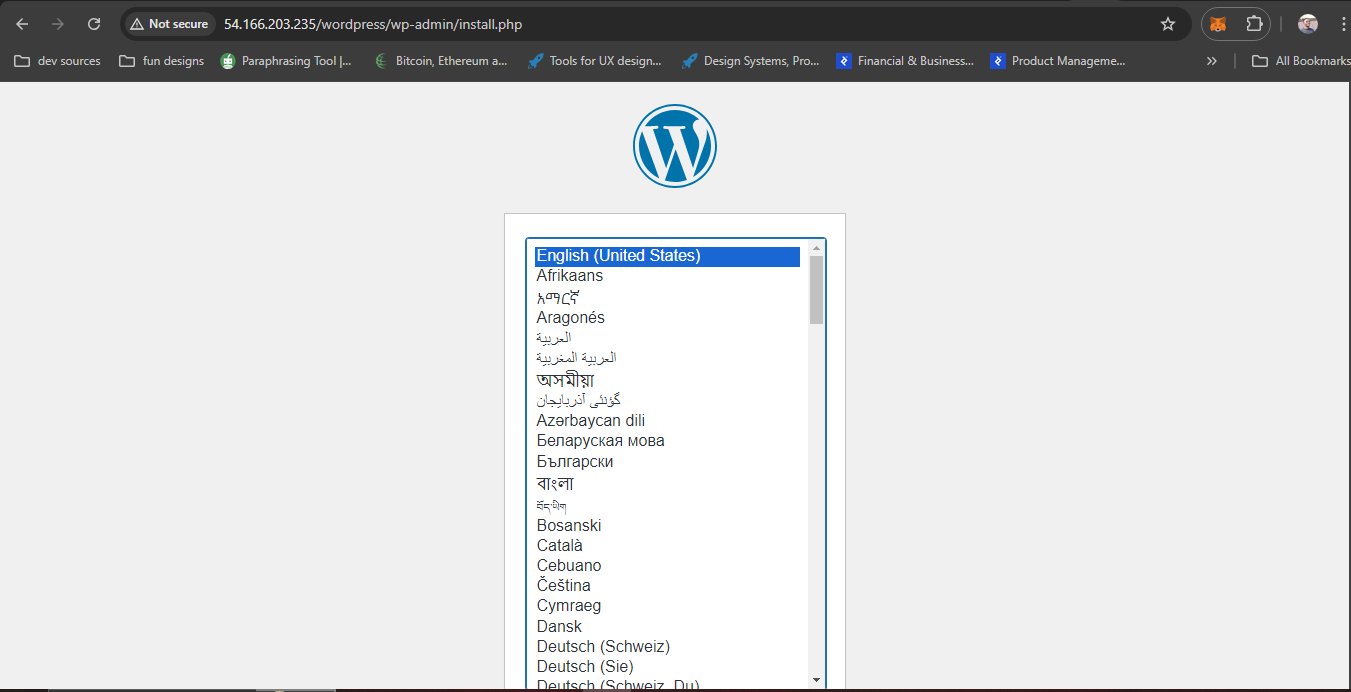 Not secure 54.166.203.235/wordpress/wp-admin/install.php
dev sources fun designs Paraphrasing Tool |... Bitcoin, Ethereum a... Tools for UX design... Design Systems, Pro... Financial & Business... Product Manageme... » All Bookmarks
English (United States)
Afrikaans
አማርኛ
Aragonés
العربية
العربية المغربية
অসমীয়া
گؤنئی آذربایجان
Azərbaycan dili
Беларуская мова
Български
বাংলা
བོད་ཡིག
Bosanski
Català
Cebuano
Čeština
Cymraeg
Dansk
Deutsch (Schweiz)
Deutsch (Sie)
Deutsch (Schweiz, Du)